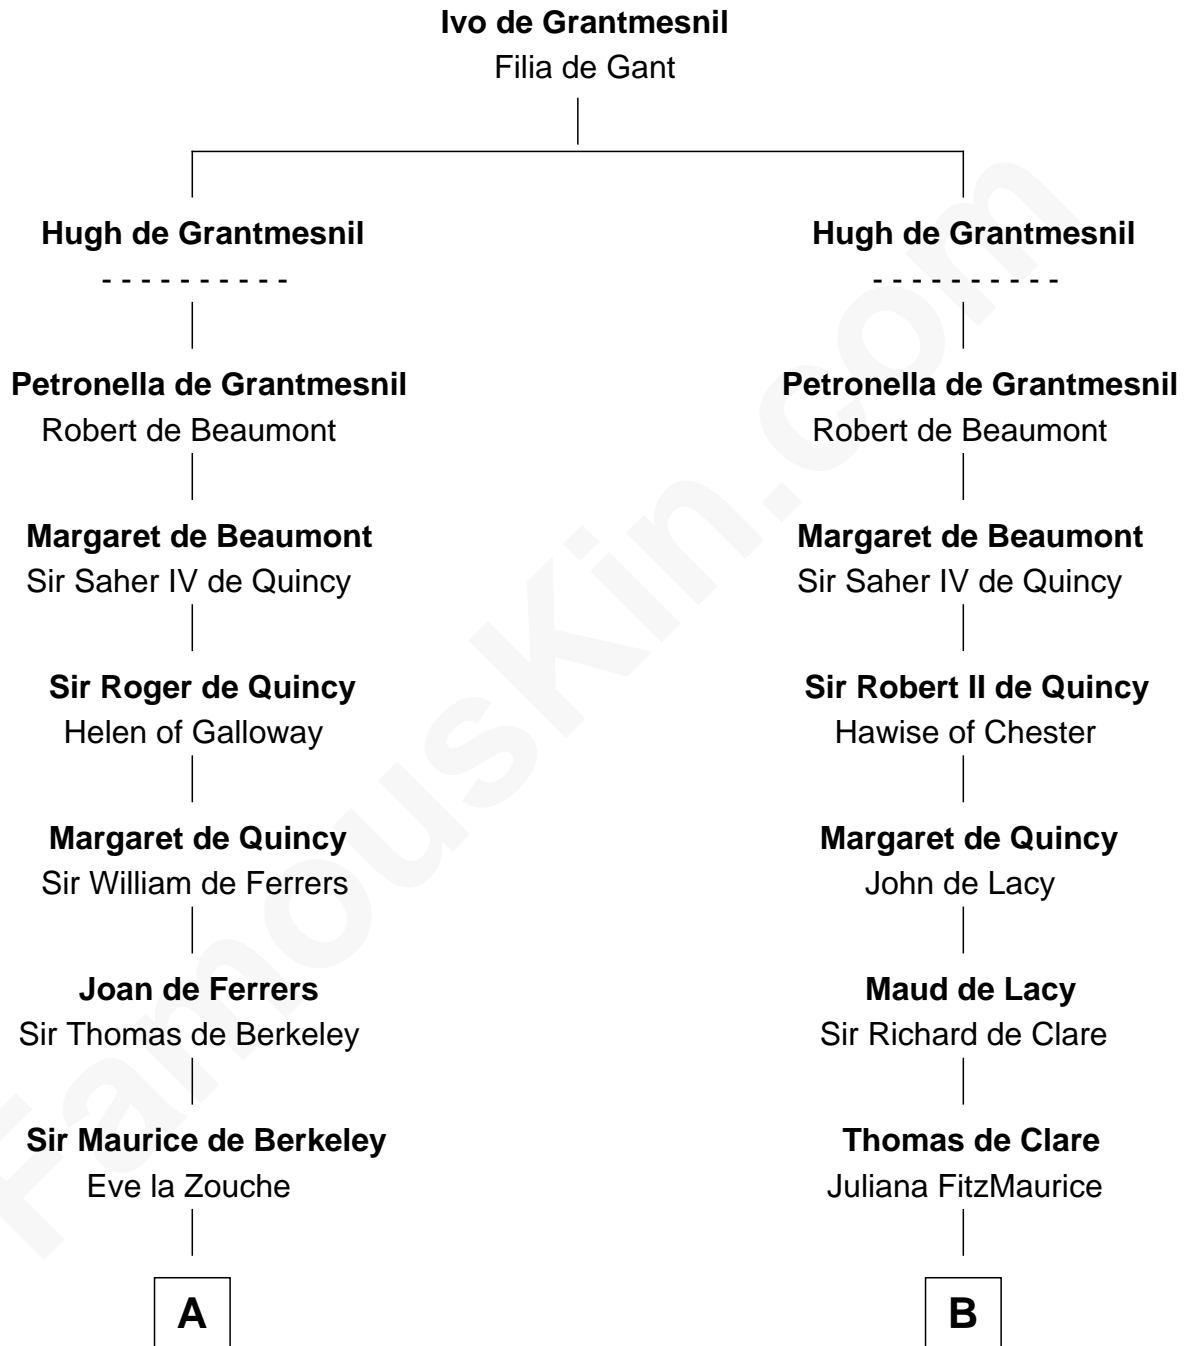 Ivo de Grantmesnil
Filia de Gant
Hugh de Grantmesnil
- - - - - - - - - -
Petronella de Grantmesnil
Robert de Beaumont
Margaret de Beaumont
Sir Saher IV de Quincy
Sir Roger de Quincy
Helen of Galloway
Margaret de Quincy
Sir William de Ferrers
Joan de Ferrers
Sir Thomas de Berkeley
Sir Maurice de Berkeley
Eve la Zouche
A
Hugh de Grantmesnil
- - - - - - - - - -
Petronella de Grantmesnil
Robert de Beaumont
Margaret de Beaumont
Sir Saher IV de Quincy
Sir Robert II de Quincy
Hawise of Chester
Margaret de Quincy
John de Lacy
Maud de Lacy
Sir Richard de Clare
Thomas de Clare
Juliana FitzMaurice
B
FamousKin.com